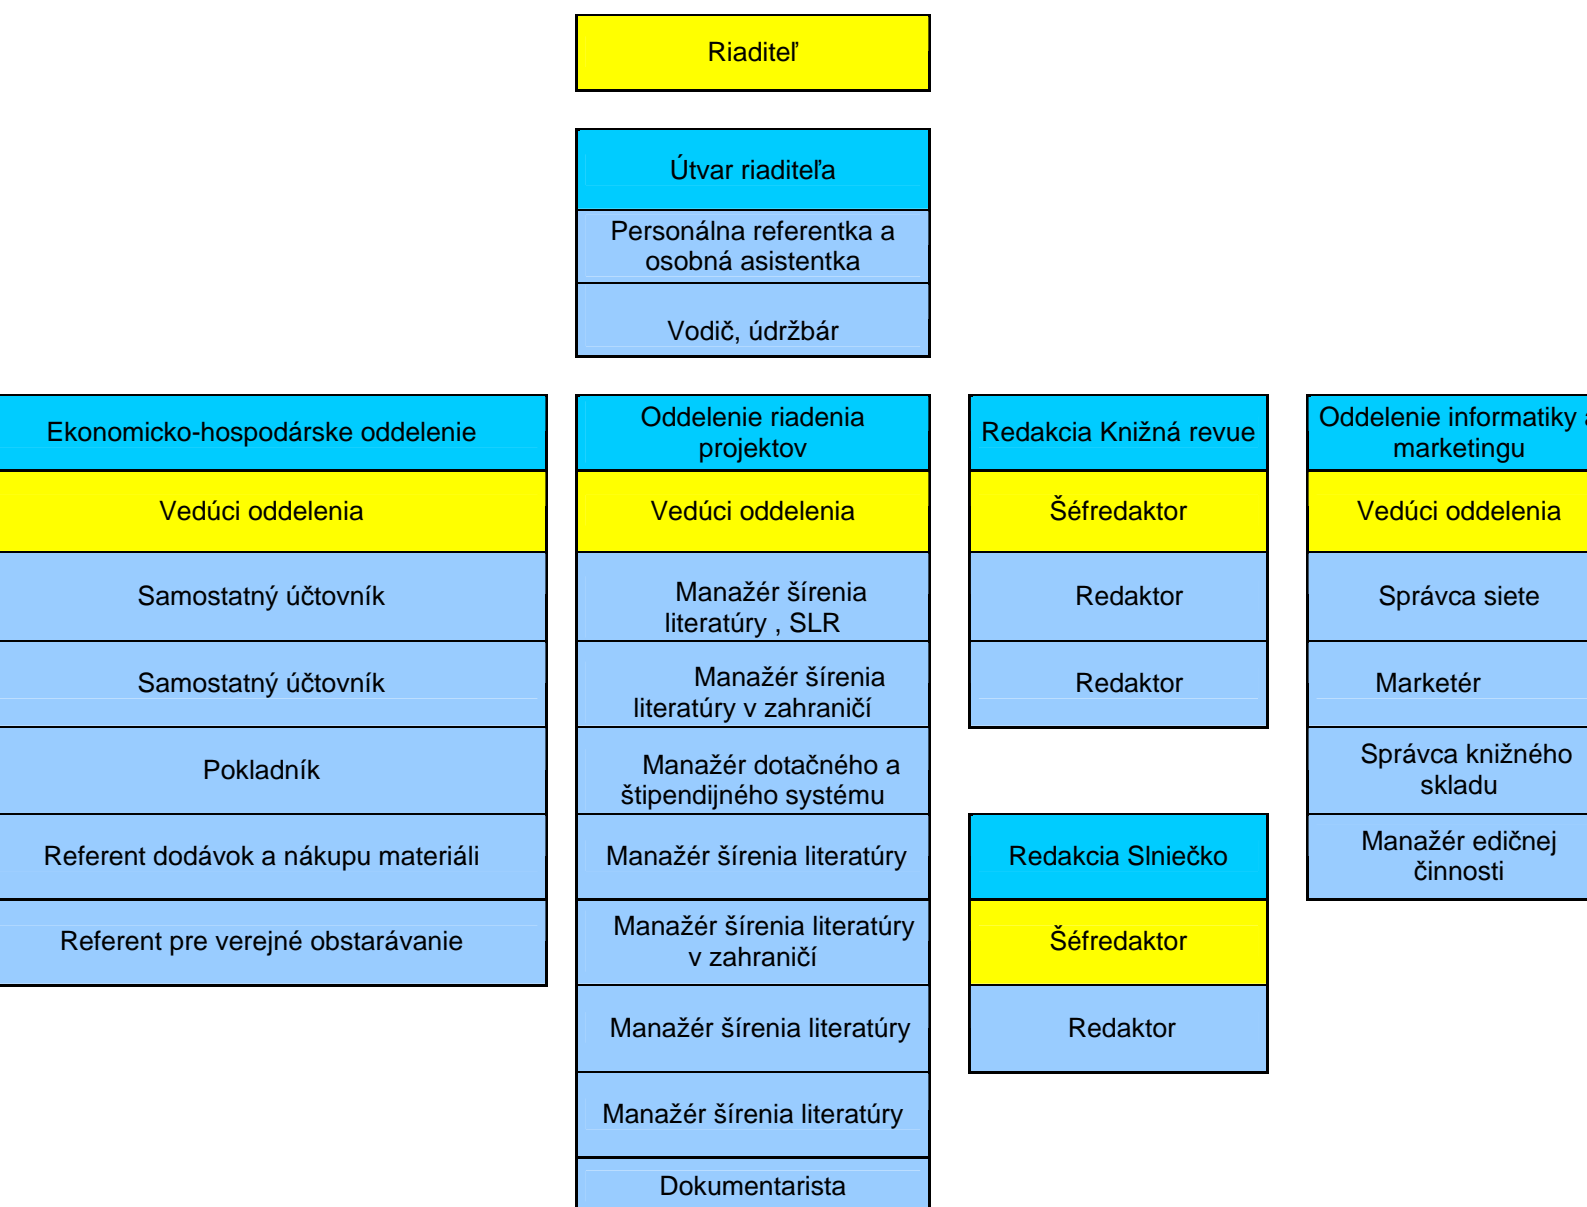 Riaditeľ
Útvar riaditeľa
Personálna referentka a
osobná asistentka
Vodič, údržbár
Ekonomicko-hospodárske oddelenie
Vedúci oddelenia
Samostatný účtovník
Samostatný účtovník
Pokladník
Referent dodávok a nákupu materiáli
Referent pre verejné obstarávanie
Oddelenie riadenia
projektov
Vedúci oddelenia
Manažér šírenia
literatúry , SLR
Manažér šírenia
literatúry v zahraničí
Manažér dotačného a
štipendijného systému
Manažér šírenia literatúry
Manažér šírenia literatúry
v zahraničí
Manažér šírenia literatúry
Manažér šírenia literatúry
Dokumentarista
Redakcia Knižná revue
Šéfredaktor
Redaktor
Redaktor
Redakcia Slniečko
Šéfredaktor
Redaktor
Oddelenie informatiky a
marketingu
Vedúci oddelenia
Správca siete
Marketér
Správca knižného
skladu
Manažér edičnej
činnosti